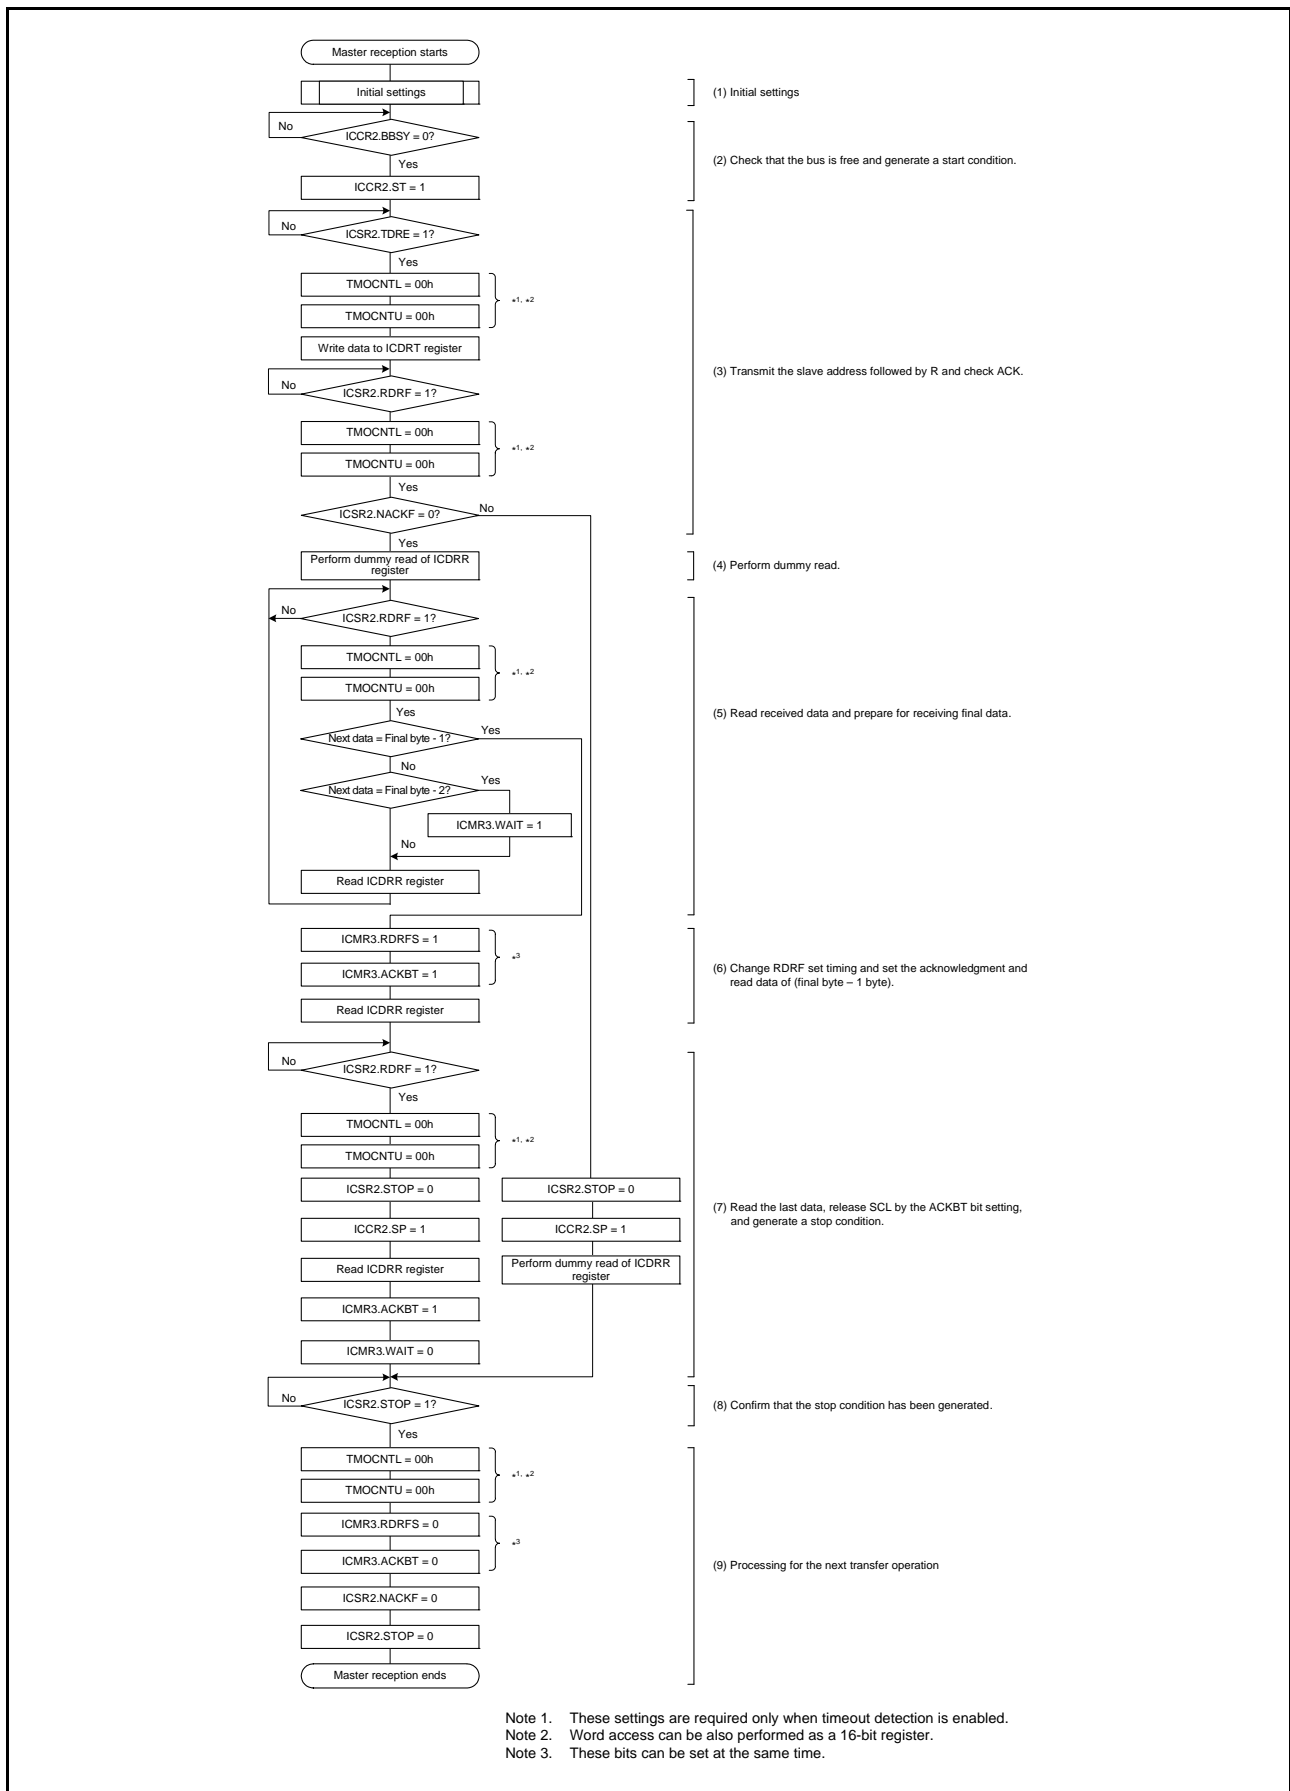 Master reception starts
Initial settings
(1) Initial settings
No
ICCR2.BBSY = 0?
Yes
(2) Check that the bus is free and generate a start condition.
ICCR2.ST = 1
No
ICSR2.TDRE = 1?
Yes
TMOCNTL = 00h
*1, *2
TMOCNTU = 00h
Write data to ICDRT register
(3) Transmit the slave address followed by R and check ACK.
No
ICSR2.RDRF = 1?
TMOCNTL = 00h
*1, *2
TMOCNTU = 00h
Yes
ICSR2.NACKF = 0?
No
Yes
Perform dummy read of ICDRR
register
(4) Perform dummy read.
No
ICSR2.RDRF = 1?
TMOCNTL = 00h
*1, *2
TMOCNTU = 00h
Yes
(5) Read received data and prepare for receiving final data.
Next data = Final byte - 1?
Yes
No
Next data = Final byte - 2?
Yes
ICMR3.WAIT = 1
No
Read ICDRR register
ICMR3.RDRFS = 1
*3
ICMR3.ACKBT = 1
(6) Change RDRF set timing and set the acknowledgment and
read data of (final byte – 1 byte).
Read ICDRR register
No
ICSR2.RDRF = 1?
Yes
TMOCNTL = 00h
*1, *2
TMOCNTU = 00h
ICSR2.STOP = 0
ICSR2.STOP = 0
(7) Read the last data, release SCL by the ACKBT bit setting,
and generate a stop condition.
ICCR2.SP = 1
ICCR2.SP = 1
Read ICDRR register
Perform dummy read of ICDRR
register
ICMR3.ACKBT = 1
ICMR3.WAIT = 0
No
ICSR2.STOP = 1?
(8) Confirm that the stop condition has been generated.
Yes
TMOCNTL = 00h
*1, *2
TMOCNTU = 00h
ICMR3.RDRFS = 0
*3
ICMR3.ACKBT = 0
(9) Processing for the next transfer operation
ICSR2.NACKF = 0
ICSR2.STOP = 0
Master reception ends
Note 1. These settings are required only when timeout detection is enabled.
Note 2. Word access can be also performed as a 16-bit register.
Note 3. These bits can be set at the same time.